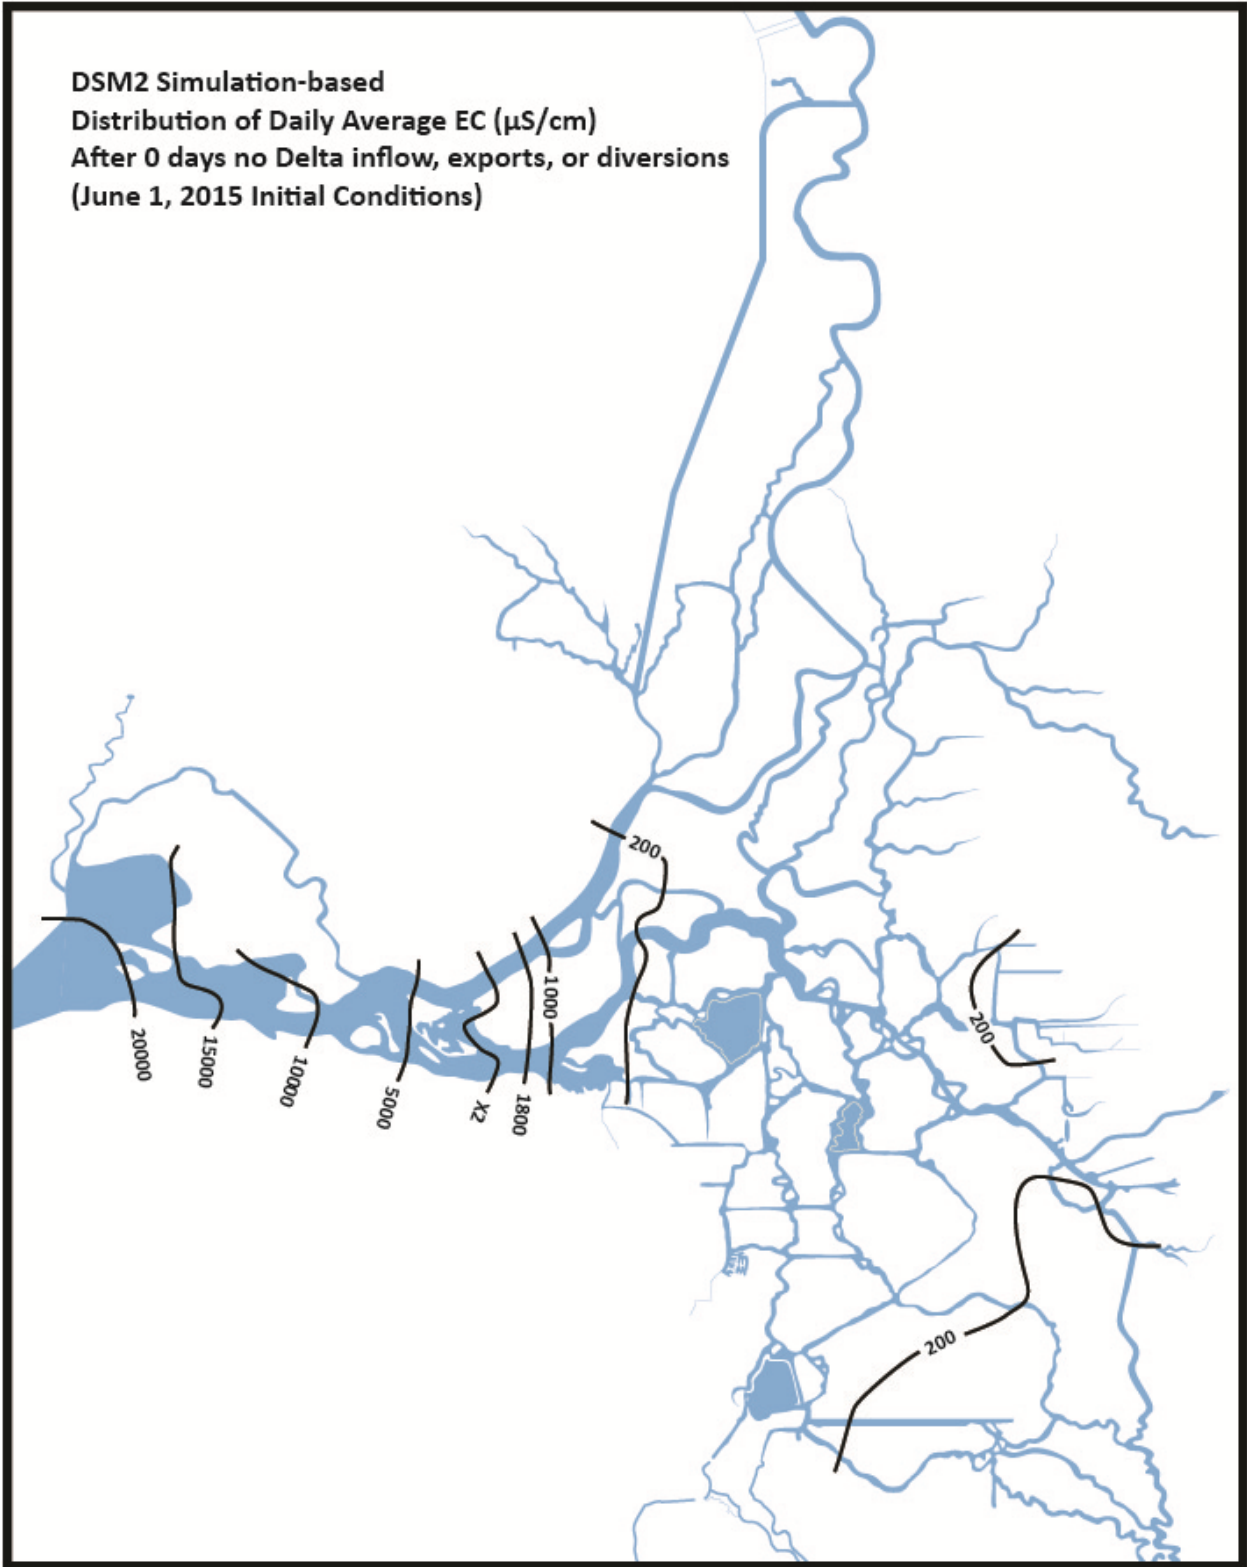 DSM2 Simulation-based
Distribution of Daily Average EC (µS/cm)
After 0 days no Delta inflow, exports, or diversions
(June 1, 2015 Initial Conditions)
200
1000
200
20000
15000
10000
5000
X2
1800
200